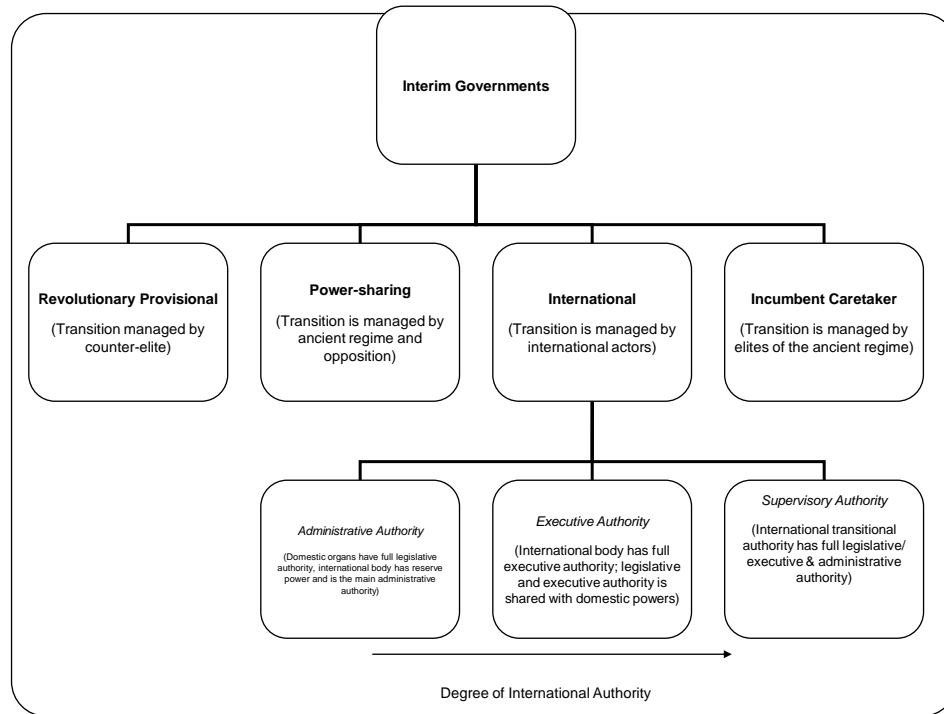 Interim Governments
Revolutionary Provisional
(Transition managed by
counter-elite)
Power-sharing
(Transition is managed by
ancient regime and
opposition)
International
(Transition is managed by
international actors)
Incumbent Caretaker
(Transition is managed by
elites of the ancient regime)
Administrative Authority
(Domestic organs have full legislative
authority, international body has reserve
power and is the main administrative
authority)
Executive Authority
(International body has full
executive authority; legislative
and executive authority is
shared with domestic powers)
Supervisory Authority
(International transitional
authority has full legislative/
executive & administrative
authority)
Degree of International Authority